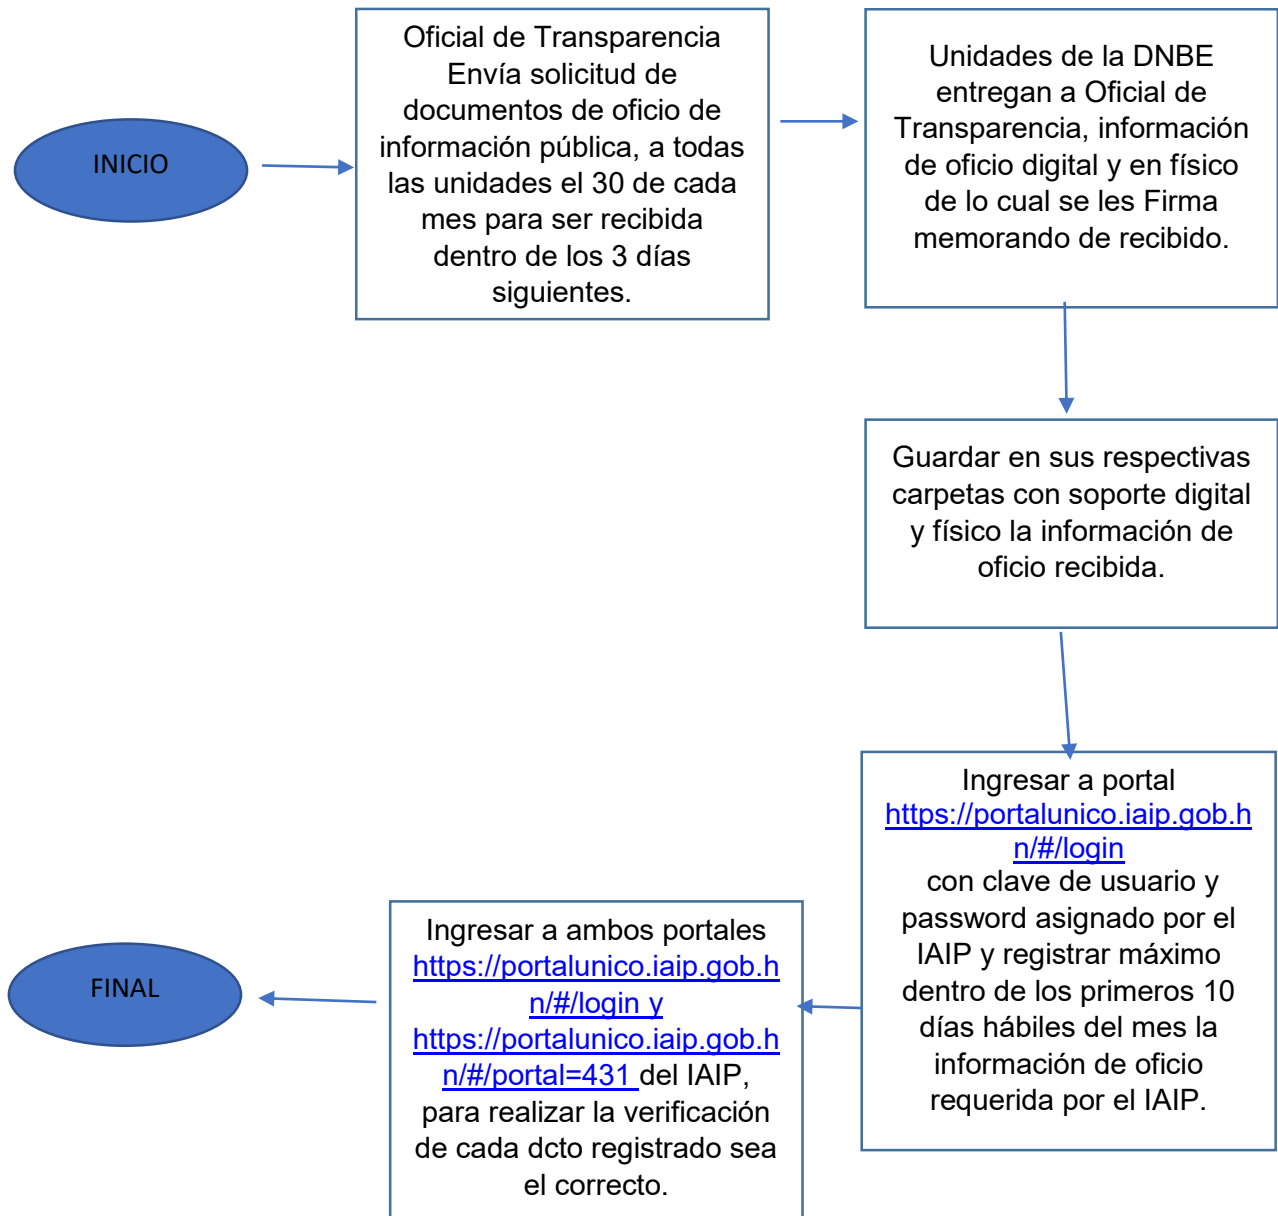 INICIO
Oficial de Transparencia
Envía solicitud de
documentos de oficio de
información pública, a todas
las unidades el 30 de cada
mes para ser recibida
dentro de los 3 días
siguientes.
Unidades de la DNBE
entregan a Oficial de
Transparencia, información
de oficio digital y en físico
de lo cual se les Firma
memorando de recibido.
Guardar en sus respectivas
carpetas con soporte digital
y físico la información de
oficio recibida.
Ingresar a portal
https://portalunico.iaip.gob.h
n/#/login
con clave de usuario y
password asignado por el
IAIP y registrar máximo
dentro de los primeros 10
días hábiles del mes la
información de oficio
requerida por el IAIP.
Ingresar a ambos portales
https://portalunico.iaip.gob.h
n/#/login y
https://portalunico.iaip.gob.h
n/#/portal=431 del IAIP,
para realizar la verificación
de cada dcto registrado sea
el correcto.
FINAL